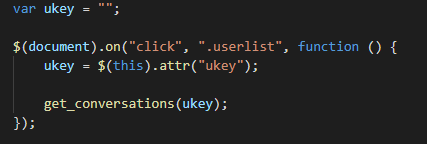 var ukey = "";
$(document).on("click", ".userlist", function () {
ukey = $(this).attr("ukey");
get_conversations(ukey);
});